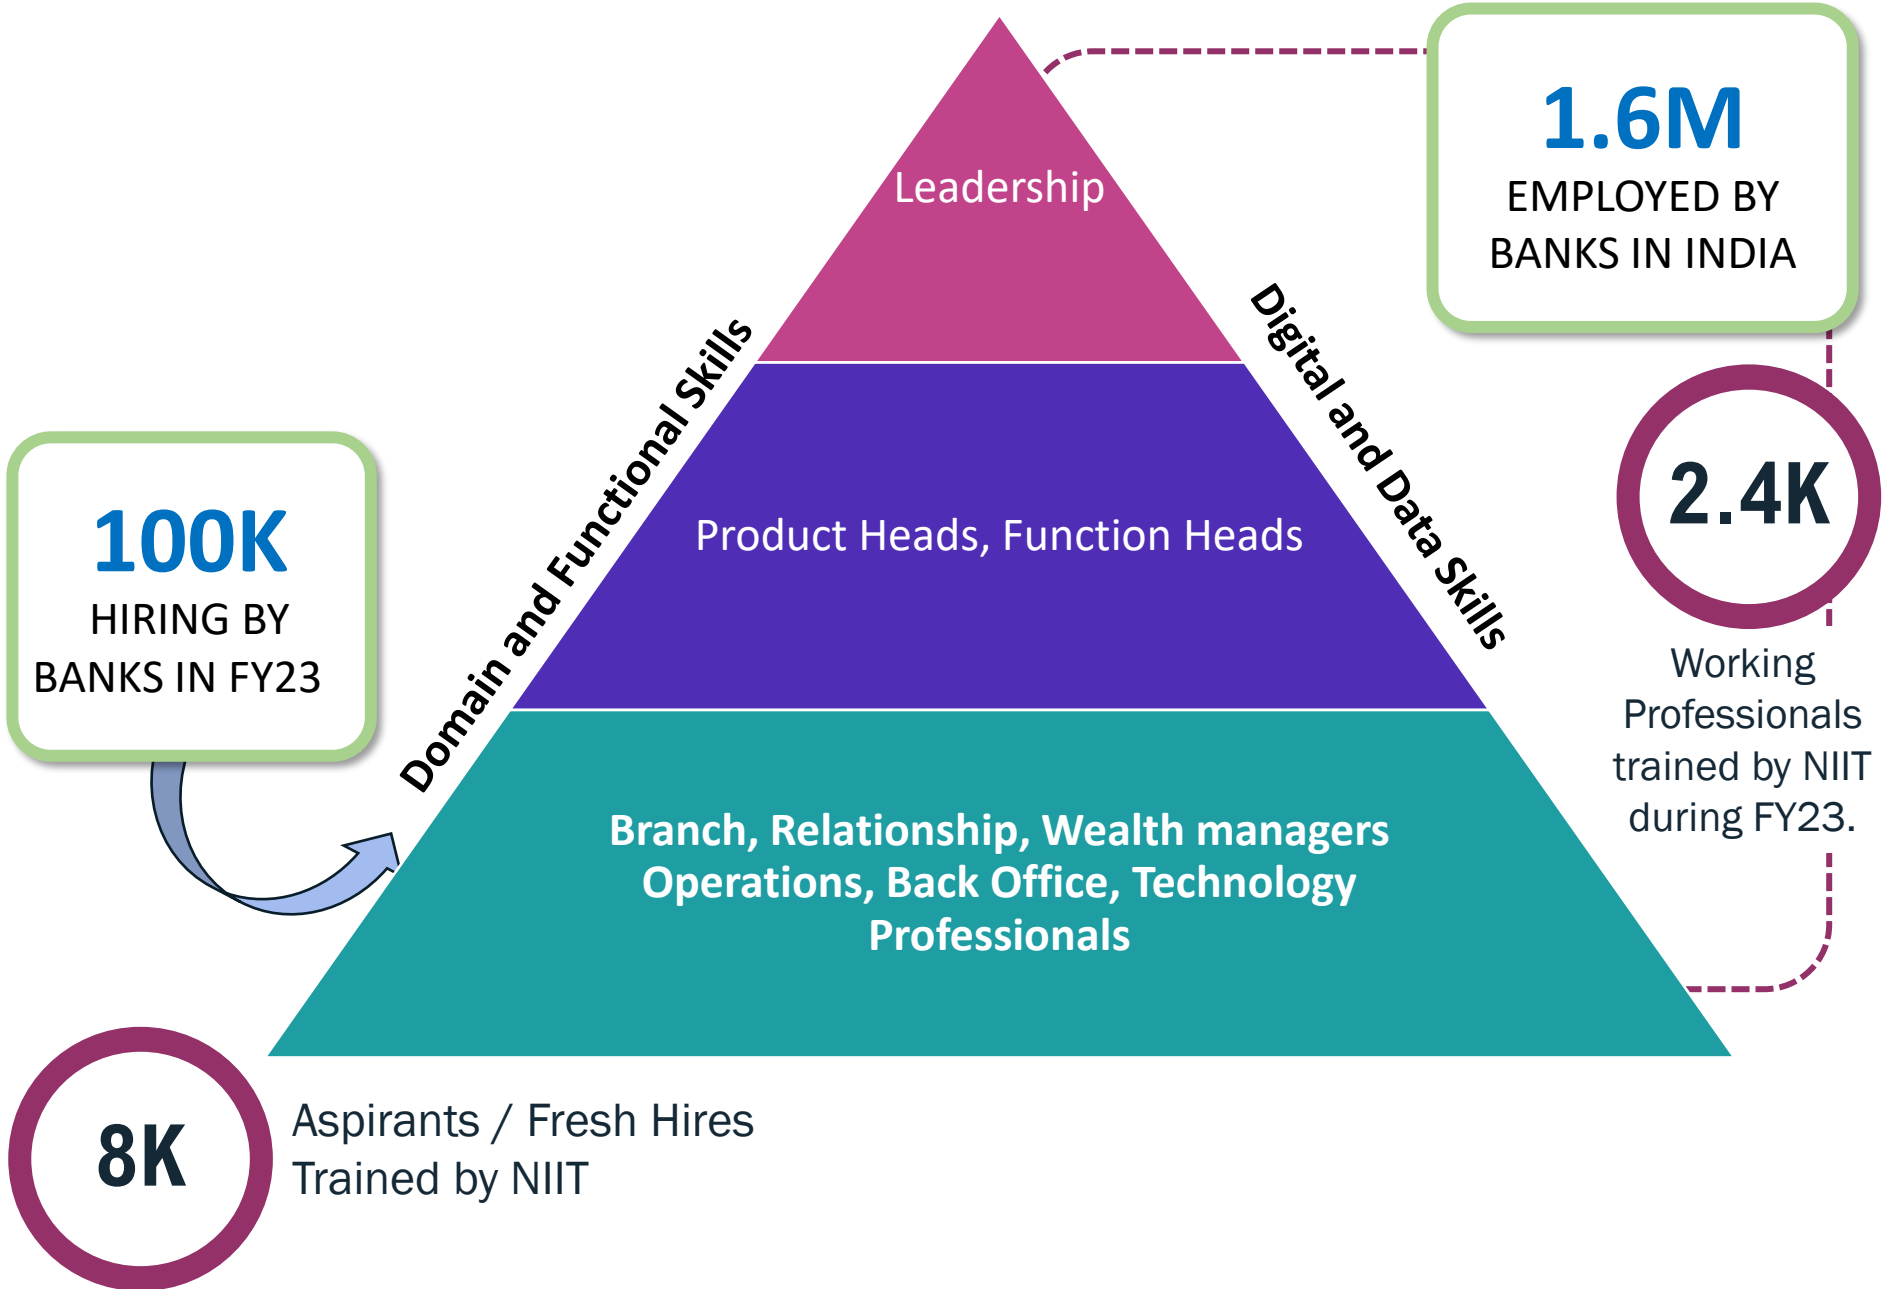 Leadership
1.6M
EMPLOYED BY
BANKS IN INDIA
Domain and Functional Skills
Digital and Data Skills
Product Heads, Function Heads
100K
HIRING BY
BANKS IN FY23
2.4K
Working
Professionals
trained by NIIT
during FY23.
Branch, Relationship, Wealth managers
Operations, Back Office, Technology
Professionals
8K
Aspirants / Fresh Hires
Trained by NIIT